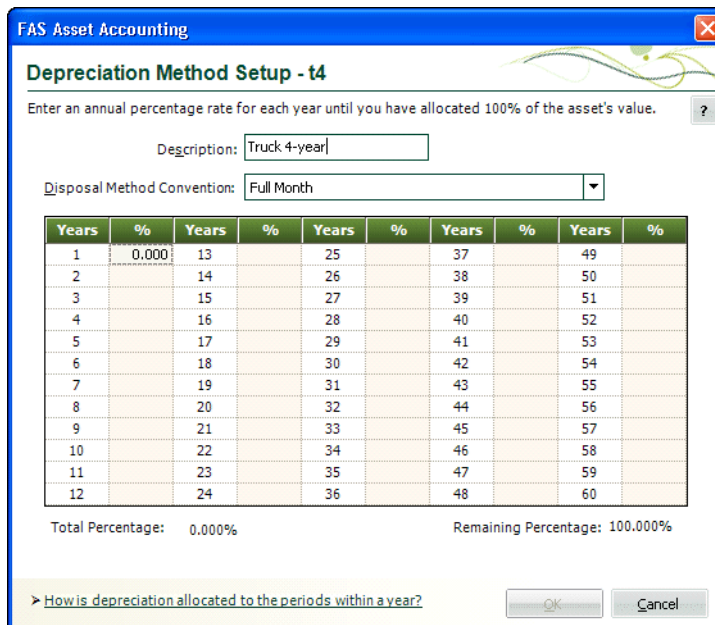 FAS Asset Accounting
Depreciation Method Setup - t4
Enter an annual percentage rate for each year until you have allocated 100% of the asset's value.
?
Description: Truck 4-year
Disposal Method Convention: Full Month
Years % Years % Years % Years % Years %
1 0.000 13 25 37 49
2 14 26 38 50
3 15 27 39 51
4 16 28 40 52
5 17 29 41 53
6 18 30 42 54
7 19 31 43 55
8 20 32 44 56
9 21 33 45 57
10 22 34 46 58
11 23 35 47 59
12 24 36 48 60
Total Percentage: 0.000% Remaining Percentage: 100.000%
➤ How is depreciation allocated to the periods within a year? OK Cancel